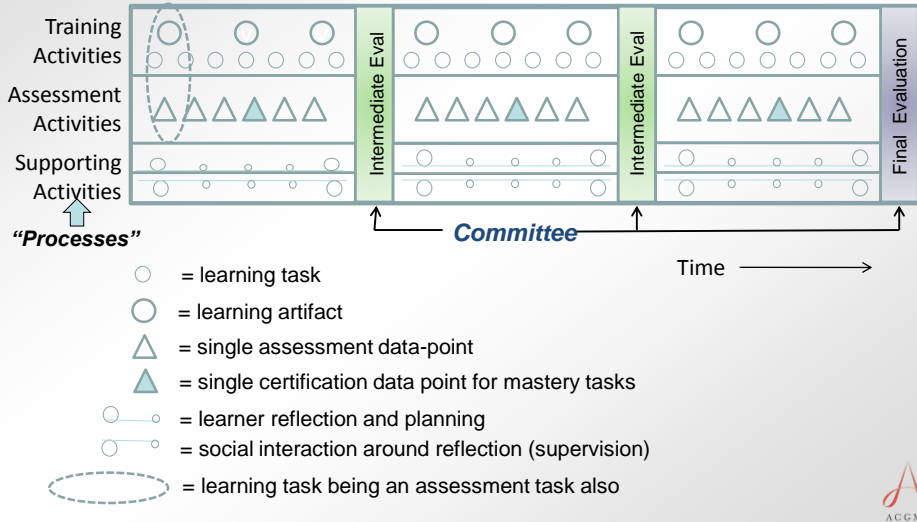 Training
Activities
Assessment
Activities
Supporting
Activities
Intermediate Eval
Intermediate Eval
Final Evaluation
"Processes"
Committee
Time
= learning task
= learning artifact
= single assessment data-point
= single certification data point for mastery tasks
= learner reflection and planning
= social interaction around reflection (supervision)
= learning task being an assessment task also